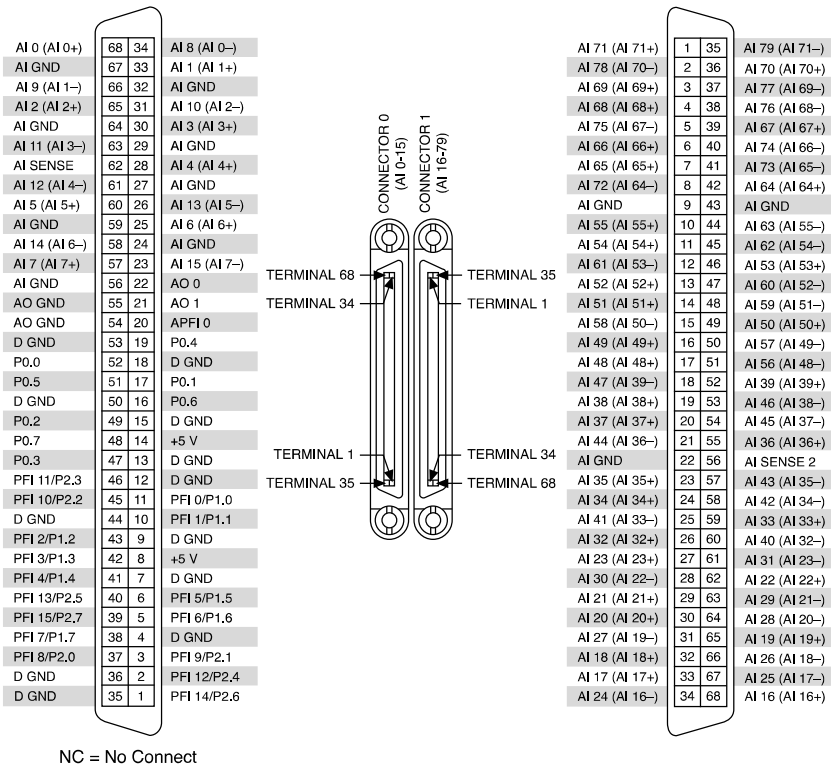 AI 0 (AI 0+) 68 34 AI 8 (AI 0–)
AI GND 67 33 AI 1 (AI 1+)
AI 9 (AI 1–) 66 32 AI GND
AI 2 (AI 2+) 65 31 AI 10 (AI 2–)
AI GND 64 30 AI 3 (AI 3+)
AI 11 (AI 3–) 63 29 AI GND
AI SENSE 62 28 AI 4 (AI 4+)
AI 12 (AI 4–) 61 27 AI GND
AI 5 (AI 5+) 60 26 AI 13 (AI 5–)
AI GND 59 25 AI 6 (AI 6+)
AI 14 (AI 6–) 58 24 AI GND
AI 7 (AI 7+) 57 23 AI 15 (AI 7–)
AI GND 56 22 AO 0
AO GND 55 21 AO 1
AO GND 54 20 APFI 0
D GND 53 19 P0.4
P0.0 52 18 D GND
P0.5 51 17 P0.1
D GND 50 16 P0.6
P0.2 49 15 D GND
P0.7 48 14 +5 V
P0.3 47 13 D GND
PFI 11/P2.3 46 12 D GND
PFI 10/P2.2 45 11 PFI 0/P1.0
D GND 44 10 PFI 1/P1.1
PFI 2/P1.2 43 9 D GND
PFI 3/P1.3 42 8 +5 V
PFI 4/P1.4 41 7 D GND
PFI 13/P2.5 40 6 PFI 5/P1.5
PFI 15/P2.7 39 5 PFI 6/P1.6
PFI 7/P1.7 38 4 D GND
PFI 8/P2.0 37 3 PFI 9/P2.1
D GND 36 2 PFI 12/P2.4
D GND 35 1 PFI 14/P2.6
NC = No Connect
CONNECTOR 0
(AI 0-15)
CONNECTOR 1
(AI 16-79)
TERMINAL 68
TERMINAL 34
TERMINAL 35
TERMINAL 1
TERMINAL 1
TERMINAL 35
TERMINAL 34
TERMINAL 68
AI 71 (AI 71+) 1 35 AI 79 (AI 71–)
AI 78 (AI 70–) 2 36 AI 70 (AI 70+)
AI 69 (AI 69+) 3 37 AI 77 (AI 69–)
AI 68 (AI 68+) 4 38 AI 76 (AI 68–)
AI 75 (AI 67–) 5 39 AI 67 (AI 67+)
AI 66 (AI 66+) 6 40 AI 74 (AI 66–)
AI 65 (AI 65+) 7 41 AI 73 (AI 65–)
AI 72 (AI 64–) 8 42 AI 64 (AI 64+)
AI GND 9 43 AI GND
AI 55 (AI 55+) 10 44 AI 63 (AI 55–)
AI 54 (AI 54+) 11 45 AI 62 (AI 54–)
AI 61 (AI 53–) 12 46 AI 53 (AI 53+)
AI 52 (AI 52+) 13 47 AI 60 (AI 52–)
AI 51 (AI 51+) 14 48 AI 59 (AI 51–)
AI 58 (AI 50–) 15 49 AI 50 (AI 50+)
AI 49 (AI 49+) 16 50 AI 57 (AI 49–)
AI 48 (AI 48+) 17 51 AI 56 (AI 48–)
AI 47 (AI 39–) 18 52 AI 39 (AI 39+)
AI 38 (AI 38+) 19 53 AI 46 (AI 38–)
AI 37 (AI 37+) 20 54 AI 45 (AI 37–)
AI 44 (AI 36–) 21 55 AI 36 (AI 36+)
AI GND 22 56 AI SENSE 2
AI 35 (AI 35+) 23 57 AI 43 (AI 35–)
AI 34 (AI 34+) 24 58 AI 42 (AI 34–)
AI 41 (AI 33–) 25 59 AI 33 (AI 33+)
AI 32 (AI 32+) 26 60 AI 40 (AI 32–)
AI 23 (AI 23+) 27 61 AI 31 (AI 23–)
AI 30 (AI 22–) 28 62 AI 22 (AI 22+)
AI 21 (AI 21+) 29 63 AI 29 (AI 21–)
AI 20 (AI 20+) 30 64 AI 28 (AI 20–)
AI 27 (AI 19–) 31 65 AI 19 (AI 19+)
AI 18 (AI 18+) 32 66 AI 26 (AI 18–)
AI 17 (AI 17+) 33 67 AI 25 (AI 17–)
AI 24 (AI 16–) 34 68 AI 16 (AI 16+)